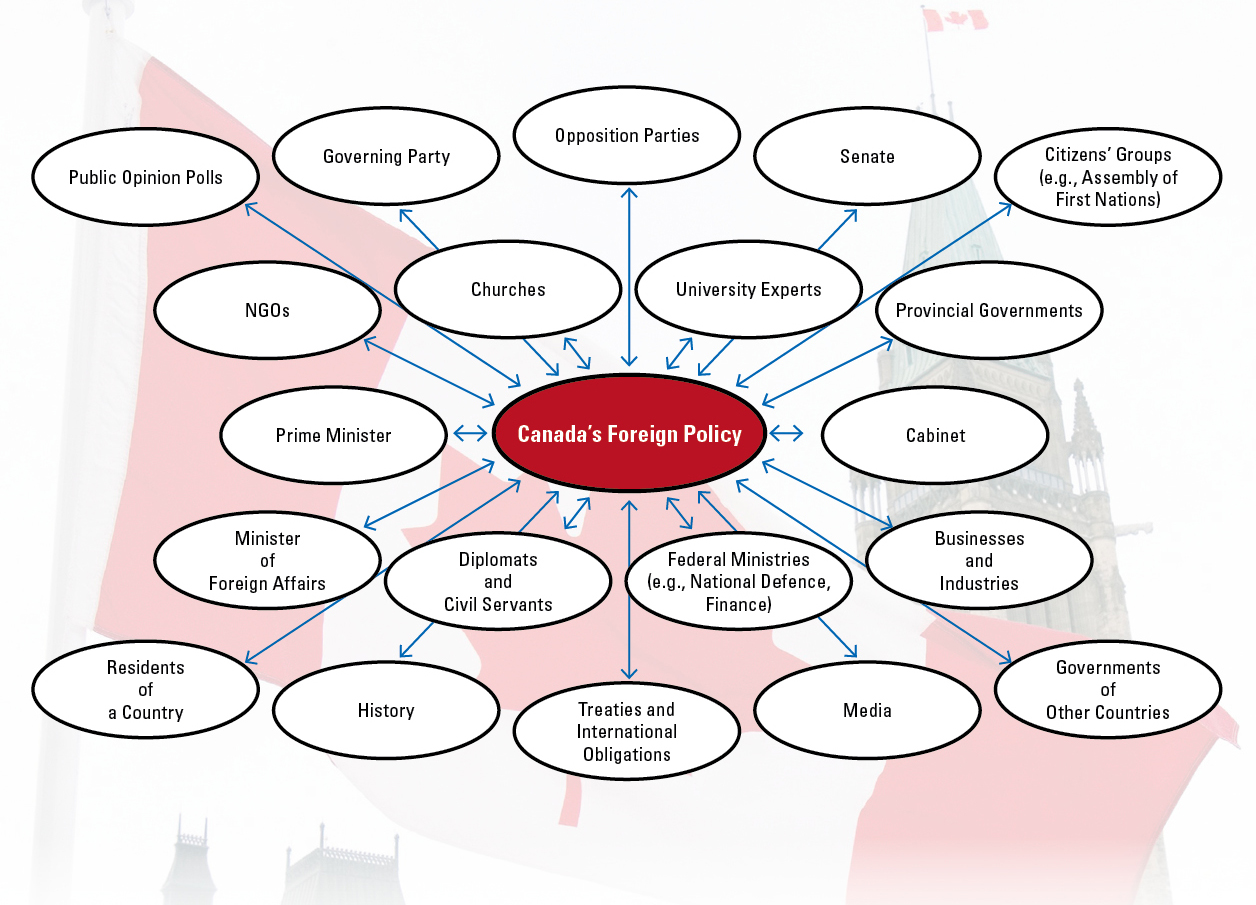 Opposition Parties
Governing Party
Senate
Public Opinion Polls
Citizens’ Groups
(e.g., Assembly of
First Nations)
Churches
University Experts
NGOs
Provincial Governments
Prime Minister
Canada’s Foreign Policy
Cabinet
Minister
of
Foreign Affairs
Diplomats
and
Civil Servants
Federal Ministries
(e.g., National Defence,
Finance)
Businesses
and
Industries
Residents
of
a Country
History
Treaties and
International
Obligations
Media
Governments
of
Other Countries